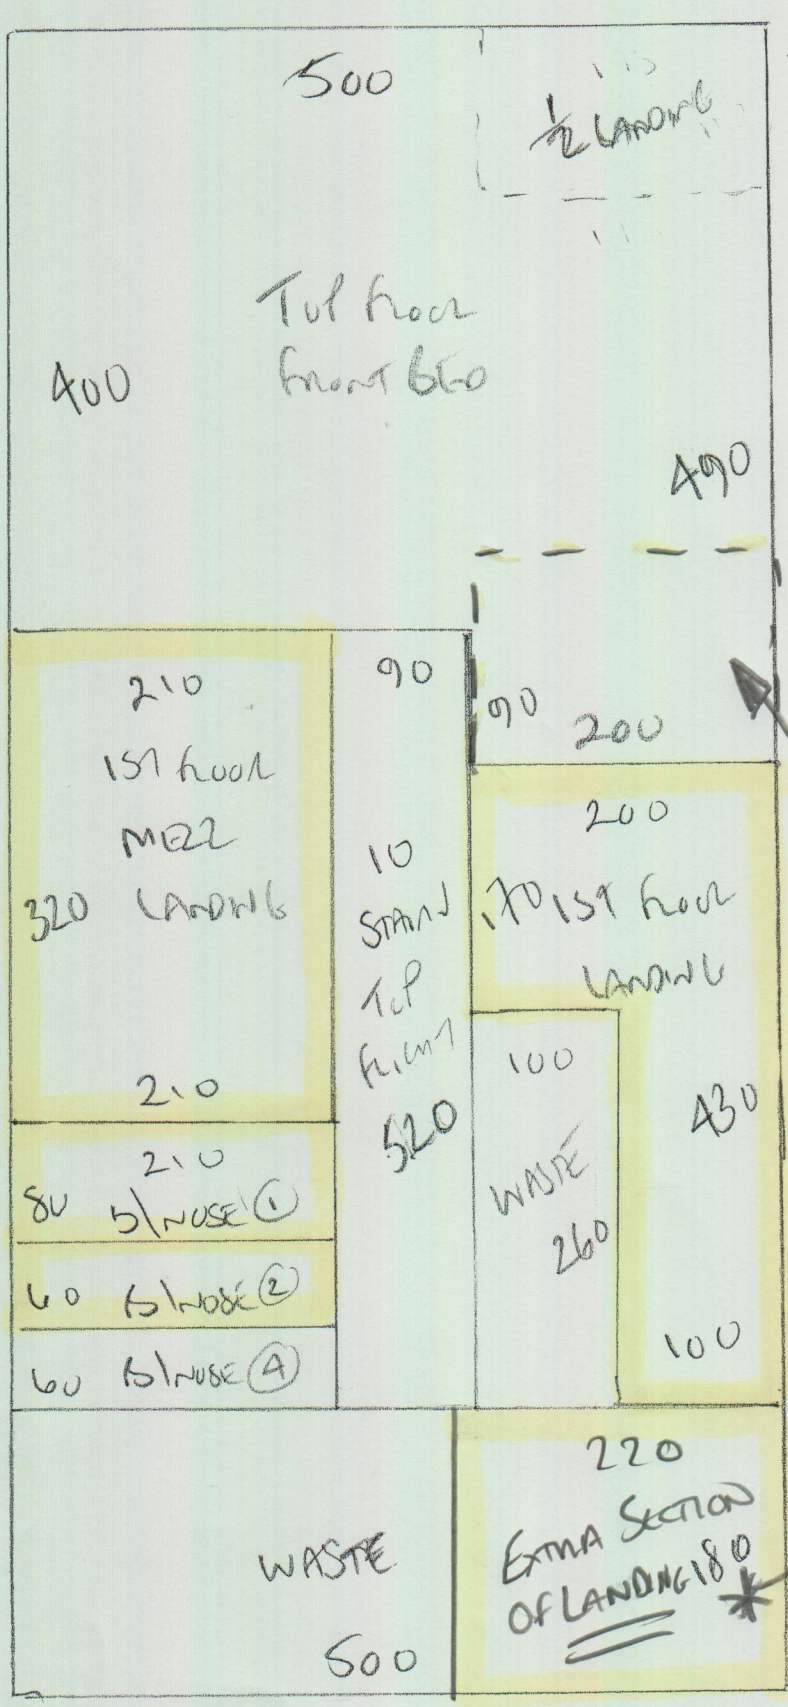 500
½ LANDING
TOP FLOOR
FRONT BED
400
490
210
1ST FLOOR
MEZZ
LANDING
320
210
90
10
STAIRS
TOP
FLIGHT
520
90
200
200
170 1ST FLOOR
LANDING
430
100
100
WASTE
260
210
80 B/NOSE ①
60 B/NOSE ②
60 B/NOSE ④
WASTE
500
220
EXTRA SECTION
OF LANDING 180
*